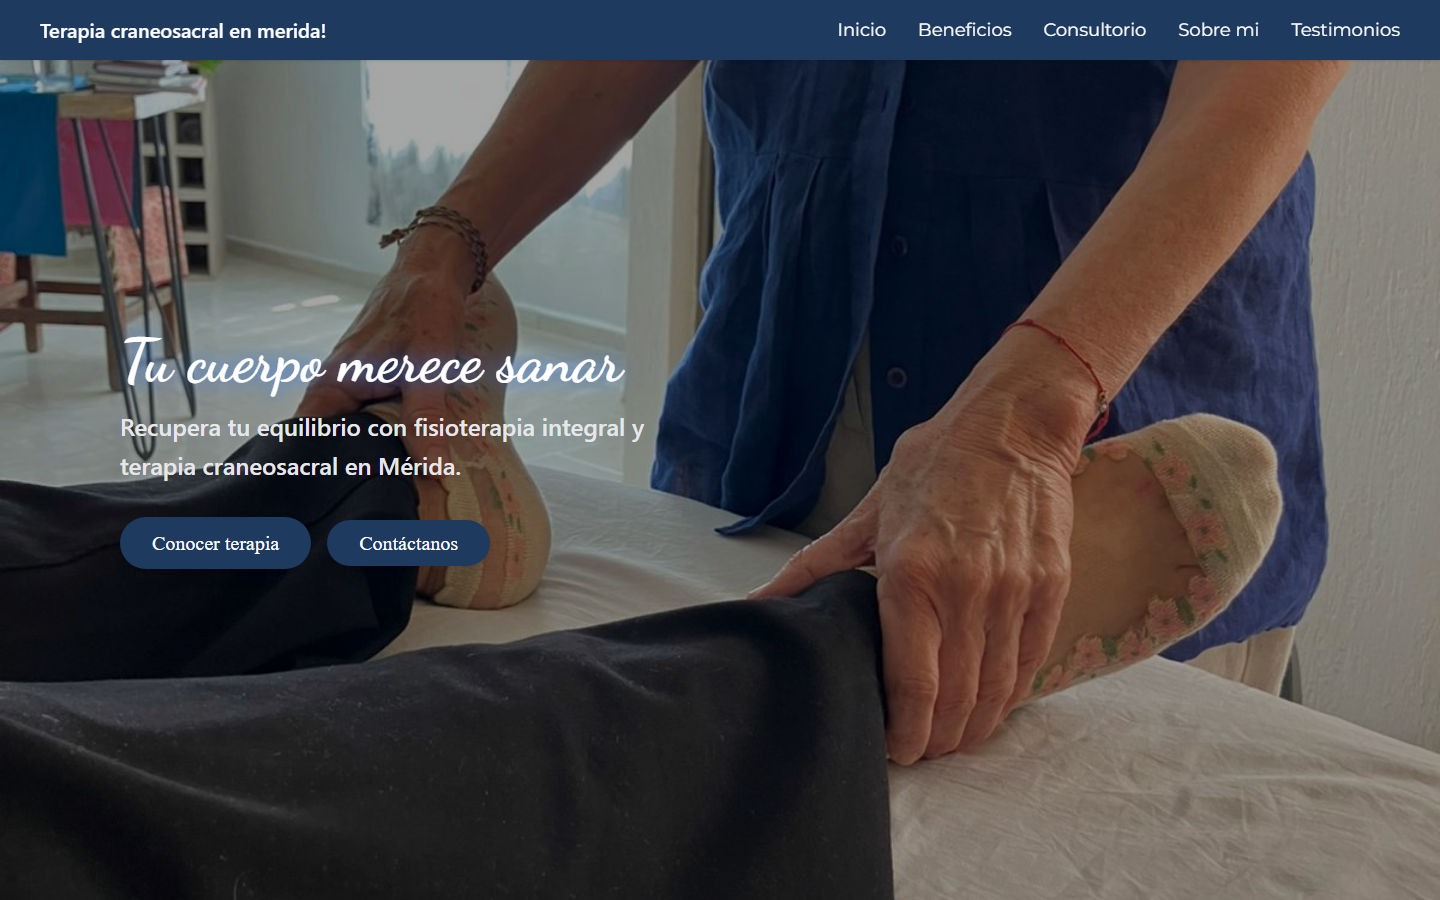 Terapia craneosacral en merida!
Inicio
Beneficios
Consultorio
Sobre mi
Testimonios
Tu cuerpo merece sanar
Recupera tu equilibrio con fisioterapia integral y
terapia craneosacral en Mérida.
Conocer terapia
Contáctanos